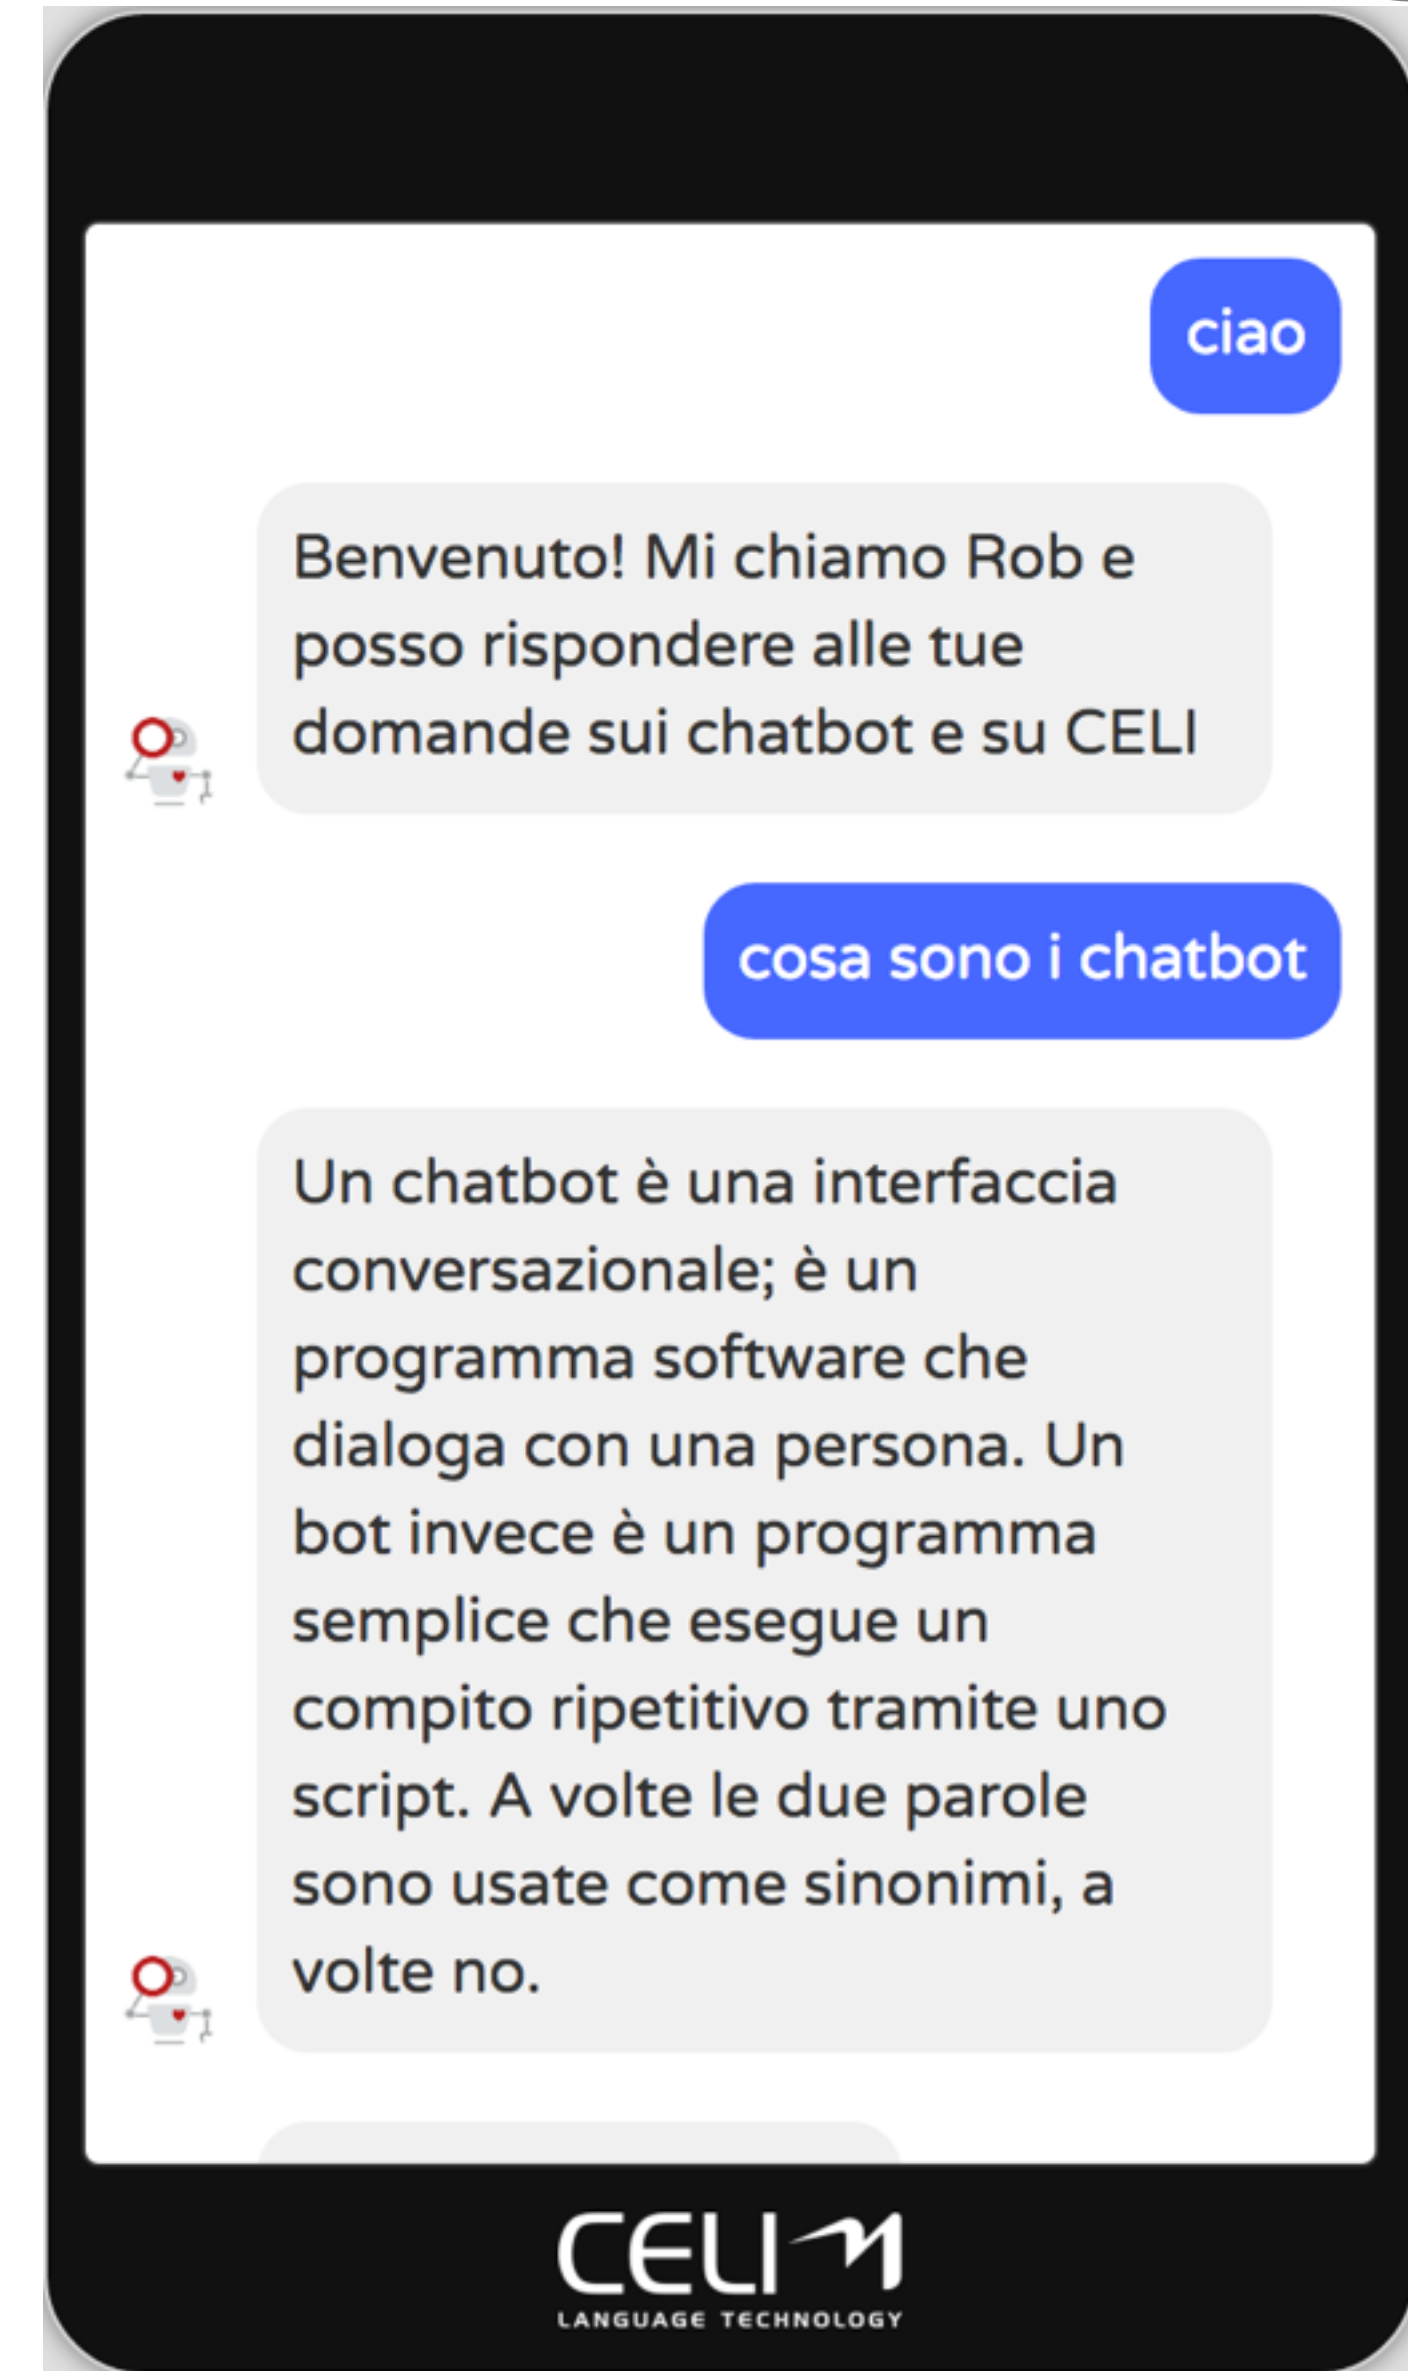 ciao
Benvenuto! Mi chiamo Rob e
posso rispondere alle tue
domande sui chatbot e su CELI
cosa sono i chatbot
Un chatbot è una interfaccia
conversazionale; è un
programma software che
dialoga con una persona. Un
bot invece è un programma
semplice che esegue un
compito ripetitivo tramite uno
script. A volte le due parole
sono usate come sinonimi, a
volte no.
CELI
LANGUAGE TECHNOLOGY